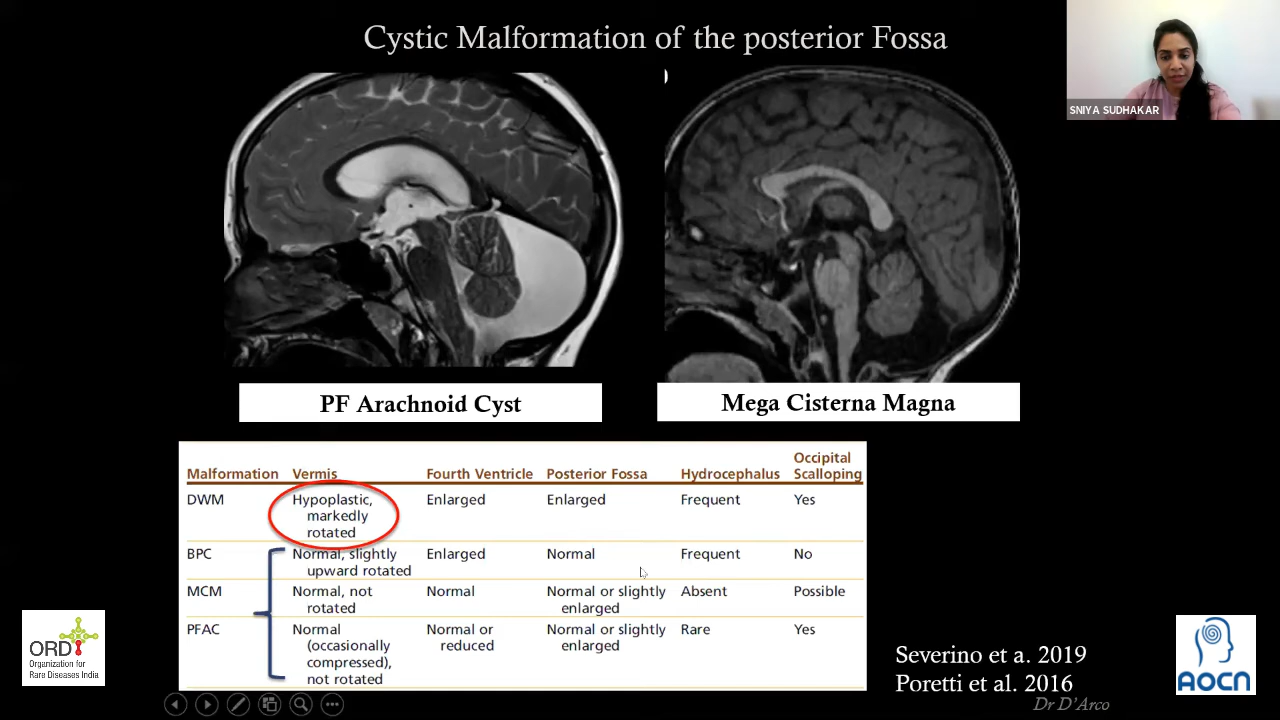 Cystic Malformation of the posterior Fossa
SNIYA SUDHAKAR
PF Arachnoid Cyst
Mega Cisterna Magna
Malformation Vermis Fourth Ventricle Posterior Fossa Hydrocephalus Occipital Scalloping
DWM Hypoplastic, markedly rotated Enlarged Enlarged Frequent Yes
BPC Normal, slightly upward rotated Enlarged Normal Frequent No
MCM Normal, not rotated Normal Normal or slightly enlarged Absent Possible
PFAC Normal (occasionally compressed), not rotated Normal or reduced Normal or slightly enlarged Rare Yes
ORDI
Organization for
Rare Diseases India
Severino et a. 2019
Poretti et al. 2016
Dr D'Arco
AOCN